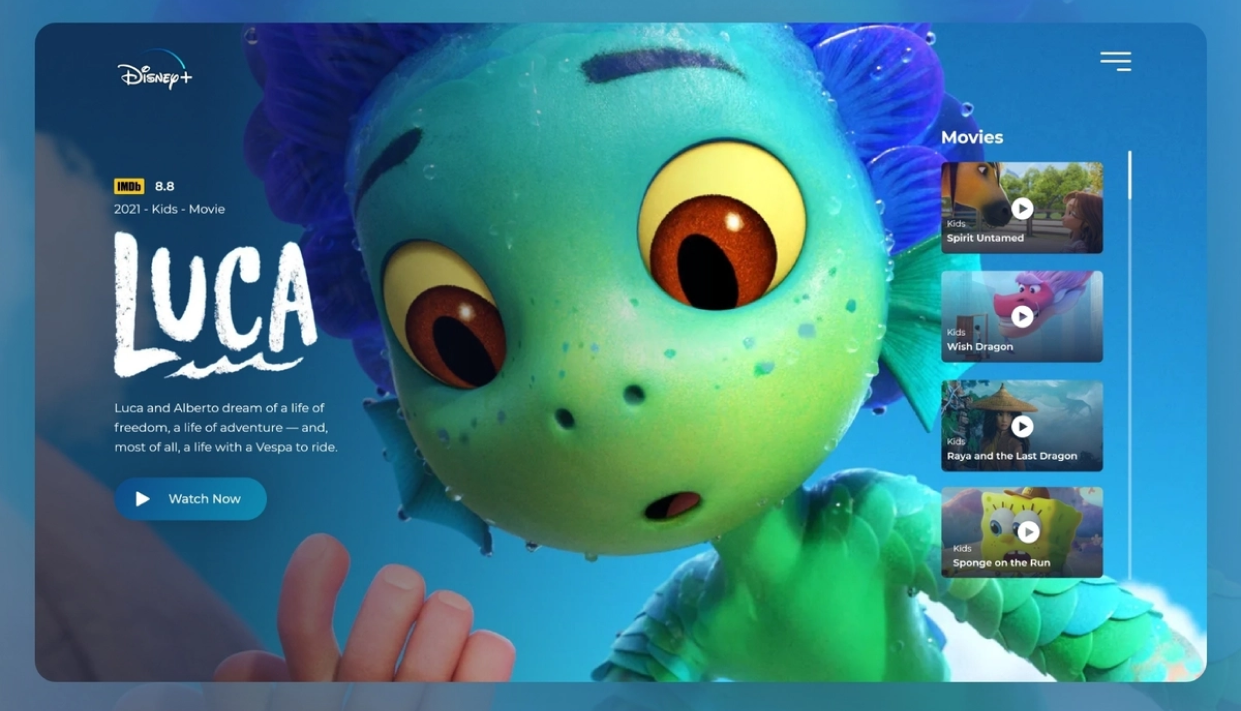 Disney+
IMDb 8.8
2021 - Kids - Movie
LUCA
Luca and Alberto dream of a life of
freedom, a life of adventure — and,
most of all, a life with a Vespa to ride.
Watch Now
Movies
Kids
Spirit Untamed
Kids
Wish Dragon
Kids
Raya and the Last Dragon
Kids
Sponge on the Run